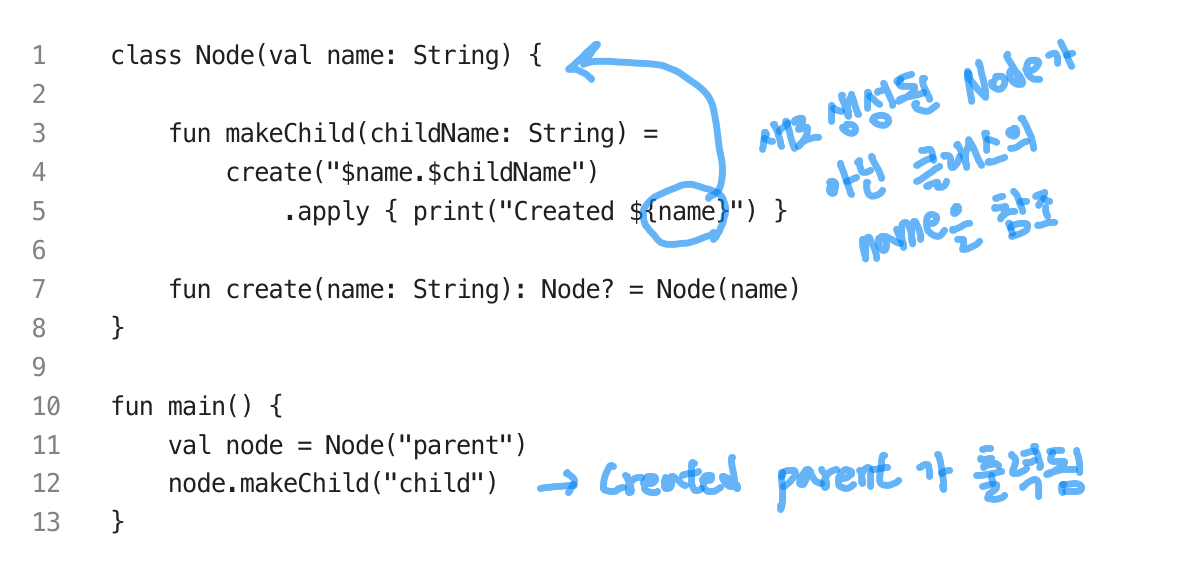 1 class Node(val name: String) {
2
3 fun makeChild(childName: String) =
4 create("$name.$childName")
5 .apply { print("Created ${name}") }
6
7 fun create(name: String): Node? = Node(name)
8 }
9
10 fun main() {
11 val node = Node("parent")
12 node.makeChild("child")
13 }
새로 생성된 Node가
아닌 클래스의
name을 참조
→ Created parent 가 출력됨